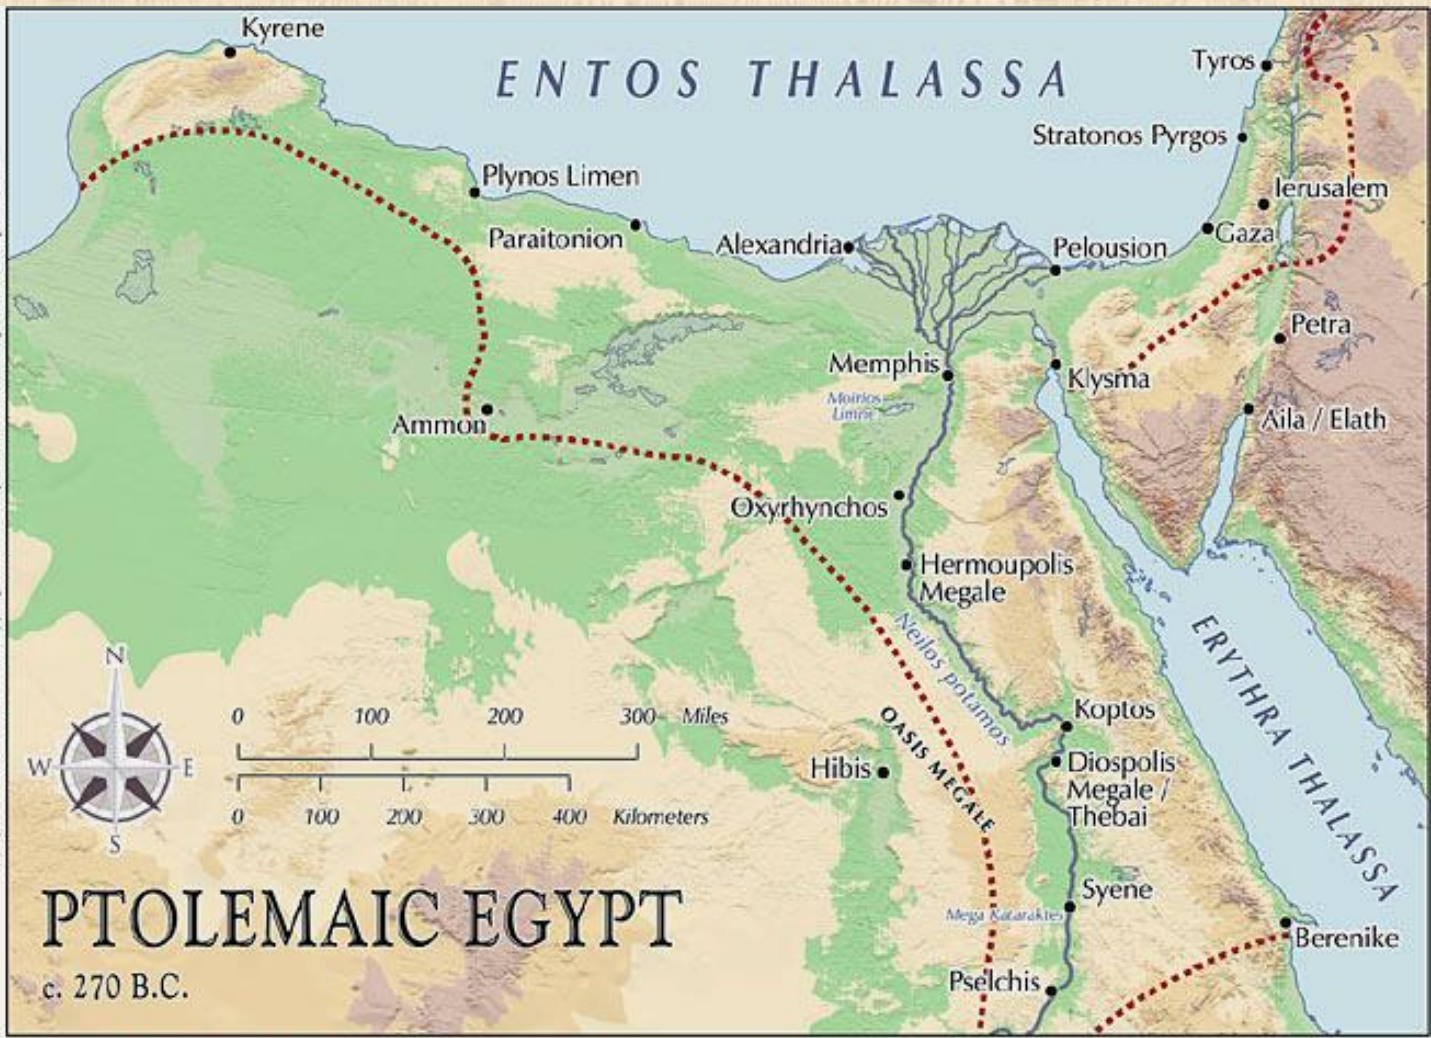 Kyrene
ENTOS THALASSA
Tyros
Stratonos Pyrgos
Plynos Limen
Ierusalem
Paraitonion
Alexandria
Pelousion
Gaza
Petra
Memphis
Klysma
Moirios
Limne
Ammon
Aila / Elath
Oxyrhynchos
Hermoupolis
Megale
Neilos potamos
ERYTHRA THALASSA
N
W
E
S
0 100 200 300 Miles
0 100 200 300 400 Kilometers
OASIS MEGALE
Koptos
Hibis
Diospolis
Megale /
Thebai
Syene
Mega Kataraktes
Berenike
Pselchis
PTOLEMAIC EGYPT
c. 270 B.C.